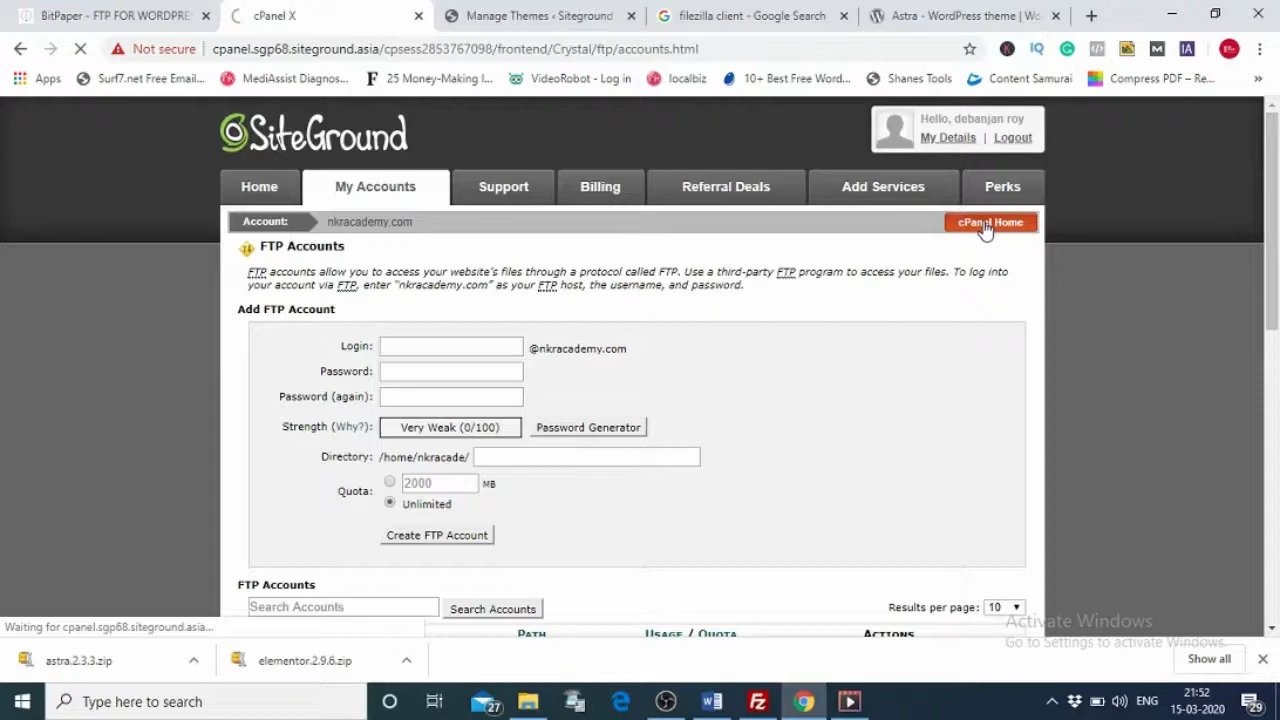 BitPaper - FTP FOR WORDPRE
cPanel X
Manage Themes ‹ Siteground
filezilla client - Google Search
Astra - WordPress theme | Wo
Not secure
cpanel.sgp68.siteground.asia/cpsess2853767098/frontend/Crystal/ftp/accounts.html
Apps
Surf7.net Free Email...
MediAssist Diagnos...
25 Money-Making I...
VideoRobot - Log in
localbiz
10+ Best Free Word...
Shanes Tools
Content Samurai
Compress PDF – Re...
»
SiteGround
Hello, debanjan roy
My Details | Logout
Home
My Accounts
Support
Billing
Referral Deals
Add Services
Perks
Account:
nkracademy.com
cPanel Home
FTP Accounts
FTP accounts allow you to access your website's files through a protocol called FTP. Use a third-party FTP program to access your files. To log into
your account via FTP, enter "nkracademy.com" as your FTP host, the username, and password.
Add FTP Account
Login:
@nkracademy.com
Password:
Password (again):
Strength (Why?):
Very Weak (0/100)
Password Generator
Directory: /home/nkracade/
Quota:
2000 MB
Unlimited
Create FTP Account
FTP Accounts
Search Accounts
Search Accounts
Results per page: 10
Path
Usage / Quota
Actions
Waiting for cpanel.sgp68.siteground.asia...
Activate Windows
Go to Settings to activate Windows.
astra.2.3.3.zip
elementor.2.9.6.zip
Show all
Type here to search
27
ENG
21:52
15-03-2020
29